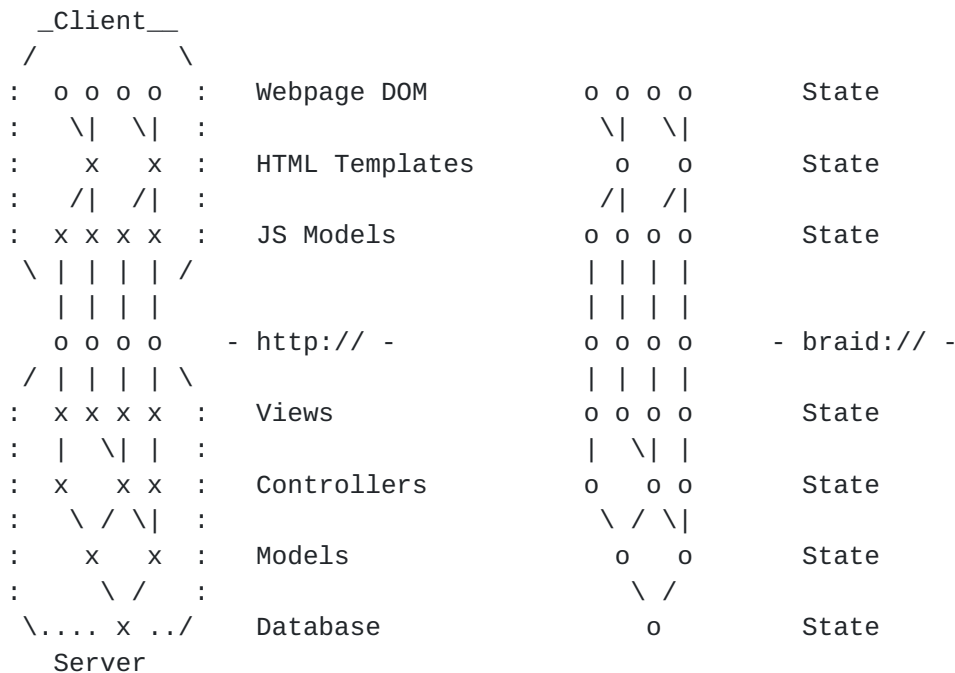 _Client__
 /         \
:  o o o o  :   Webpage DOM          o o o o       State
:   \|  \|  :                         \|  \|
:    x   x  :   HTML Templates         o   o       State
:   /|  /|  :                         /|  /|
:  x x x x  :   JS Models            o o o o       State
 \ | | | | /                         | | | |
   | | | |                           | | | |
   o o o o    - http:// -            o o o o     - braid:// -
 / | | | | \                         | | | |
:  x x x x  :   Views                o o o o       State
:  |  \| |  :                        |  \| |
:  x   x x  :   Controllers          o   o o       State
:   \ / \|  :                         \ / \|
:    x   x  :   Models                 o   o       State
:     \ /   :                           \ /
 \.... x ../    Database                 o         State
   Server